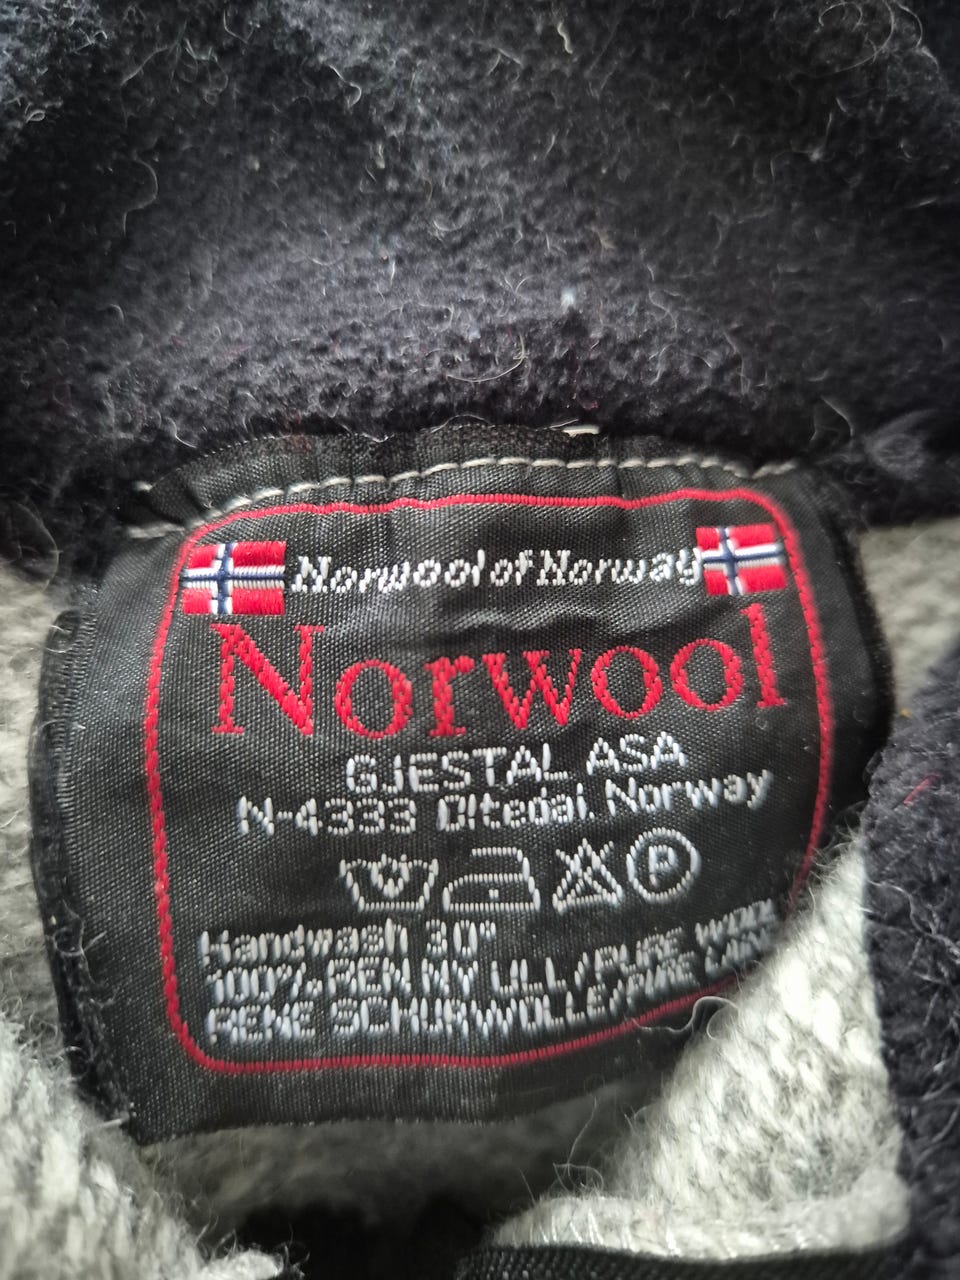 Norwool of Norway
Norwool
GJESTAL ASA
N-4333 Oltedal, Norway
P
Handwash 30°
100% REN NY ULL/PURE WOOL
REINE SCHURWOLLE/PURE LAINE